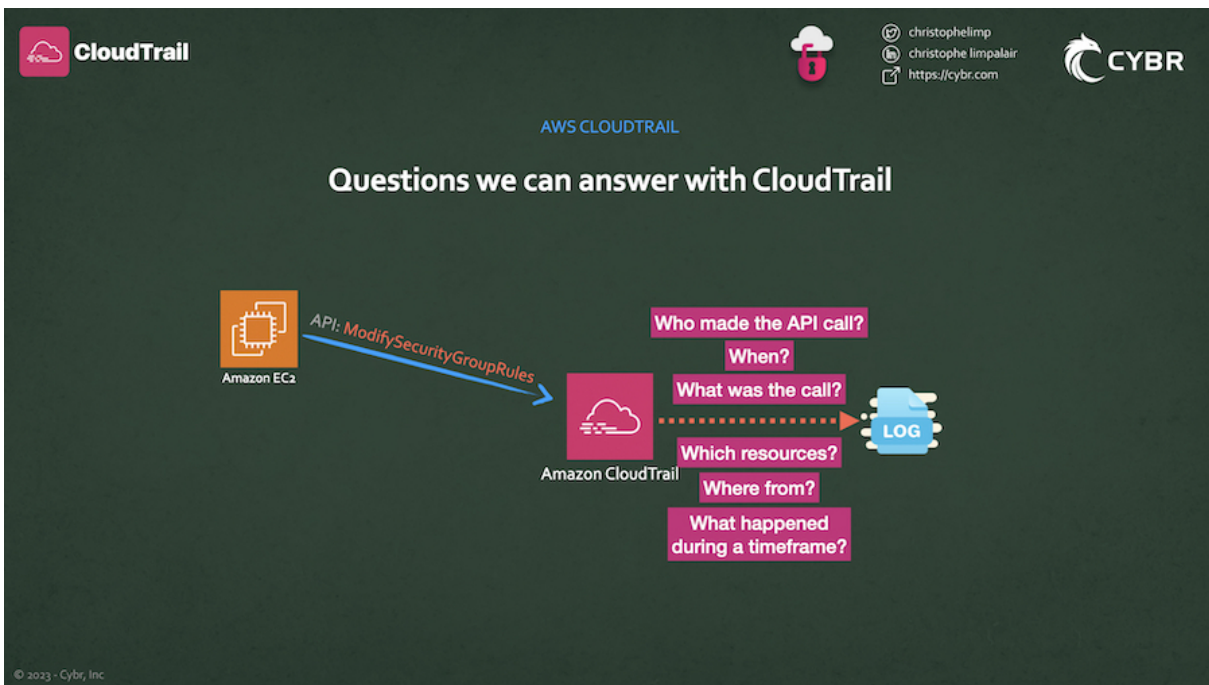 CloudTrail
christophelimp
christophe limpalair
https://cybr.com
CYBR
AWS CLOUDTRAIL
Questions we can answer with CloudTrail
API: ModifySecurityGroupRules
Amazon EC2
Who made the API call?
When?
What was the call?
LOG
Amazon CloudTrail
Which resources?
Where from?
What happened
during a timeframe?
© 2023 - Cybr, Inc